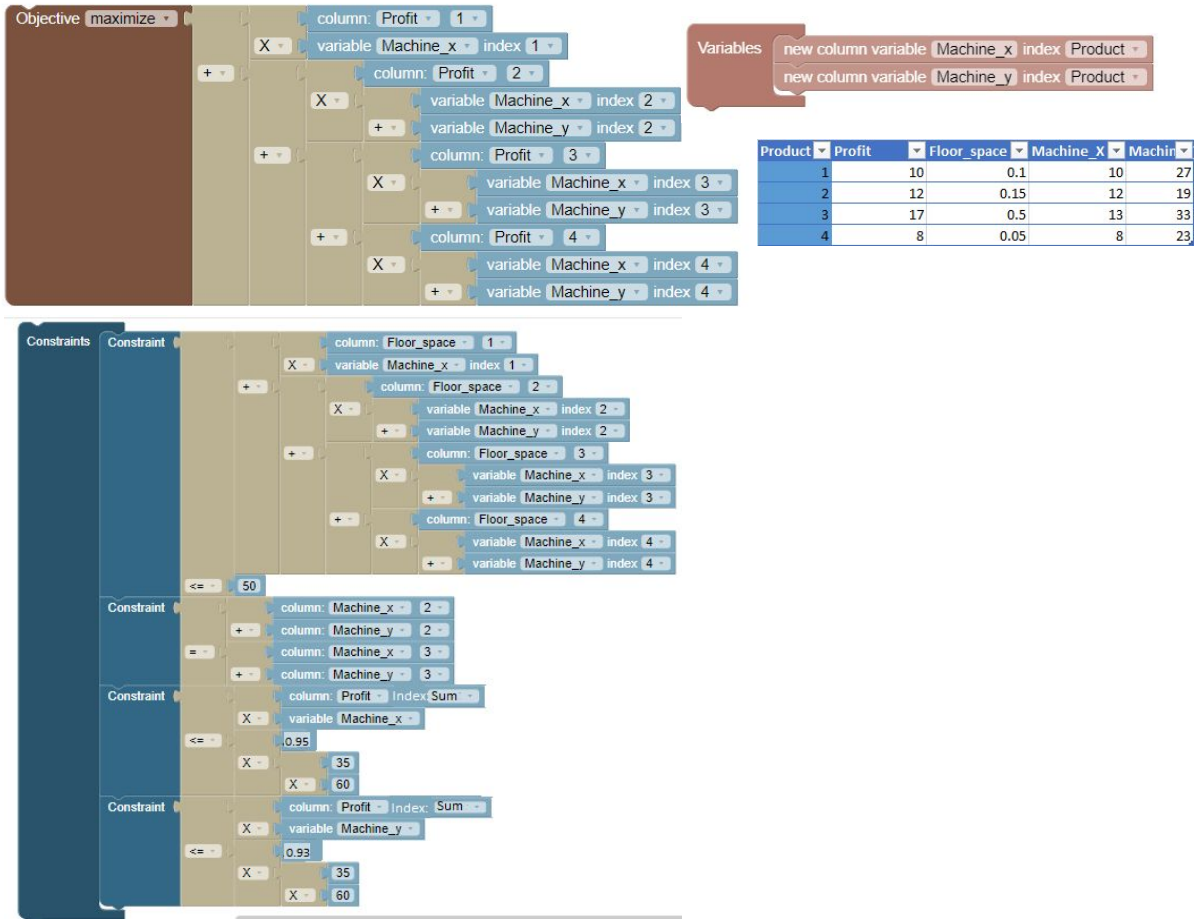 Objective maximize column: Profit 1
X variable Machine_x index 1
+ column: Profit 2
X variable Machine_x index 2
+ variable Machine_y index 2
+ column: Profit 3
X variable Machine_x index 3
+ variable Machine_y index 3
+ column: Profit 4
X variable Machine_x index 4
+ variable Machine_y index 4
Variables new column variable Machine_x index Product
new column variable Machine_y index Product
Product Profit Floor_space Machine_X Machin
1 10 0.1 10 27
2 12 0.15 12 19
3 17 0.5 13 33
4 8 0.05 8 23
Constraints Constraint column: Floor_space 1
X variable Machine_x index 1
+ column: Floor_space 2
X variable Machine_x index 2
+ variable Machine_y index 2
+ column: Floor_space 3
X variable Machine_x index 3
+ variable Machine_y index 3
+ column: Floor_space 4
X variable Machine_x index 4
+ variable Machine_y index 4
<= 50
Constraint column: Machine_x 2
+ column: Machine_y 2
= column: Machine_x 3
+ column: Machine_y 3
Constraint column: Profit Index Sum
X variable Machine_x
<= 0.95
X 35
X 60
Constraint column: Profit Index: Sum
X variable Machine_y
<= 0.93
X 35
X 60